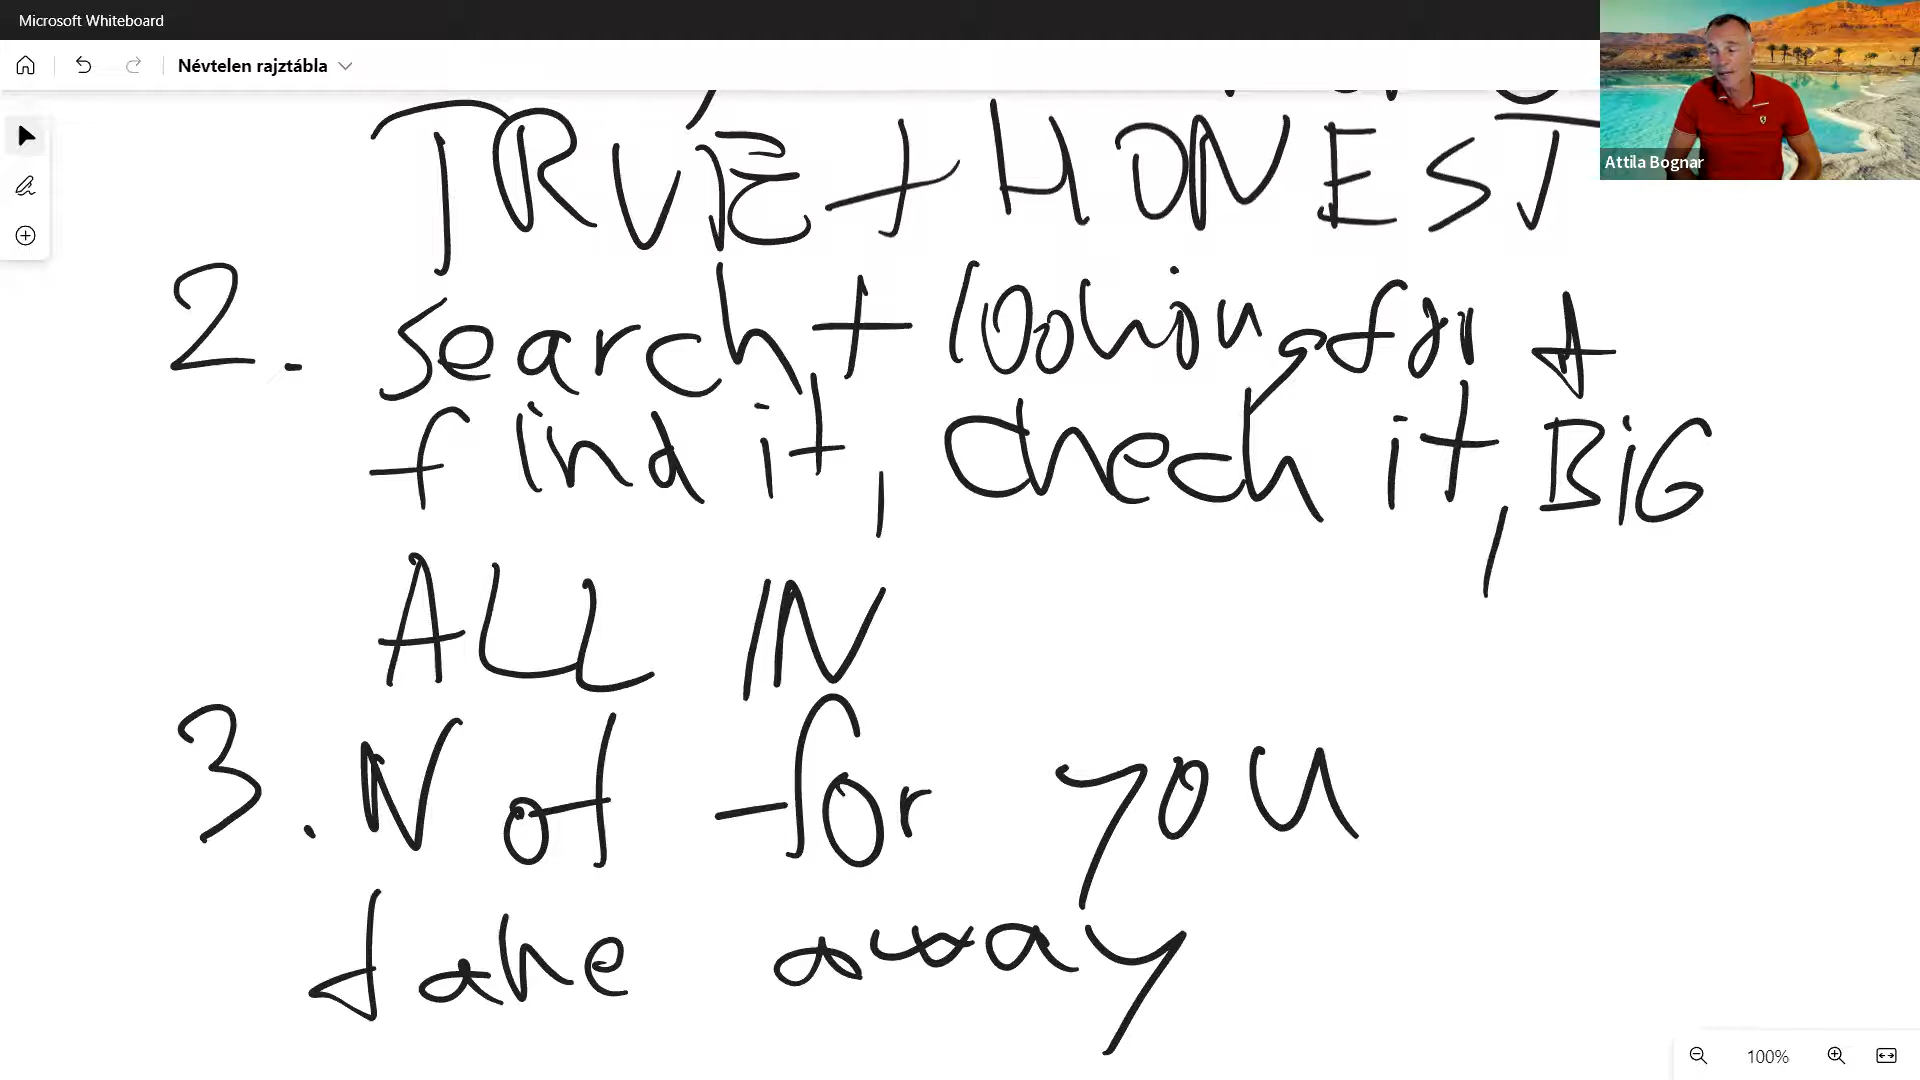 Microsoft Whiteboard
Névtelen rajztábla
Attila Bognar
TRUE + HONEST
2. search + looking for A
find it, check it, BiG
ALL IN
3. Not for you
take away
100%